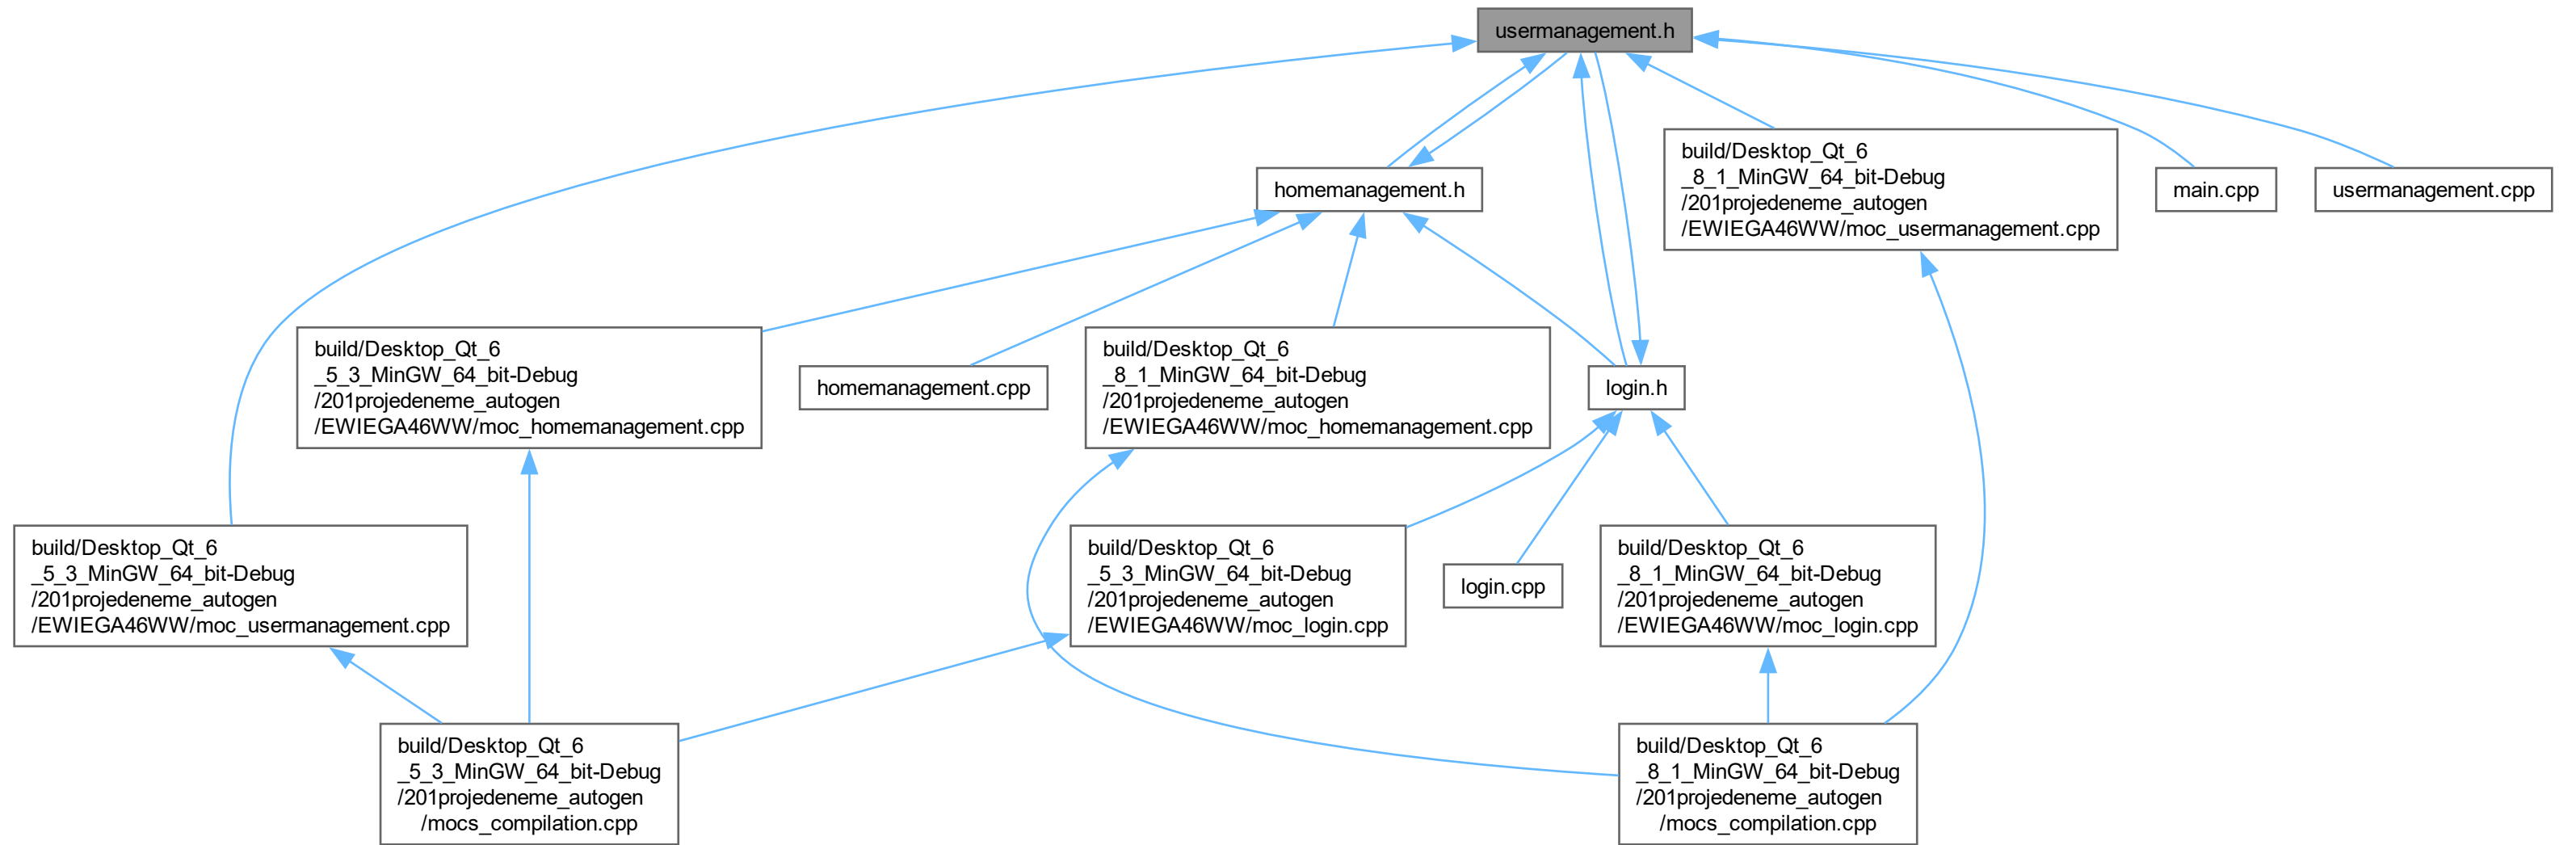 usermanagement.h
build/Desktop_Qt_6
_8_1_MinGW_64_bit-Debug
/201projedeneme_autogen
/EWIEGA46WW/moc_usermanagement.cpp
homemanagement.h
main.cpp
usermanagement.cpp
build/Desktop_Qt_6
_5_3_MinGW_64_bit-Debug
/201projedeneme_autogen
/EWIEGA46WW/moc_homemanagement.cpp
homemanagement.cpp
build/Desktop_Qt_6
_8_1_MinGW_64_bit-Debug
/201projedeneme_autogen
/EWIEGA46WW/moc_homemanagement.cpp
login.h
build/Desktop_Qt_6
_5_3_MinGW_64_bit-Debug
/201projedeneme_autogen
/EWIEGA46WW/moc_usermanagement.cpp
build/Desktop_Qt_6
_5_3_MinGW_64_bit-Debug
/201projedeneme_autogen
/EWIEGA46WW/moc_login.cpp
login.cpp
build/Desktop_Qt_6
_8_1_MinGW_64_bit-Debug
/201projedeneme_autogen
/EWIEGA46WW/moc_login.cpp
build/Desktop_Qt_6
_5_3_MinGW_64_bit-Debug
/201projedeneme_autogen
/mocs_compilation.cpp
build/Desktop_Qt_6
_8_1_MinGW_64_bit-Debug
/201projedeneme_autogen
/mocs_compilation.cpp